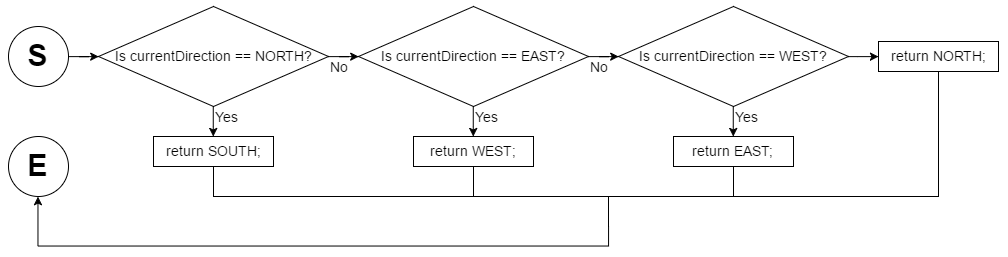 S
Is currentDirection == NORTH?
No
Is currentDirection == EAST?
No
Is currentDirection == WEST?
return NORTH;
Yes
Yes
Yes
E
return SOUTH;
return WEST;
return EAST;